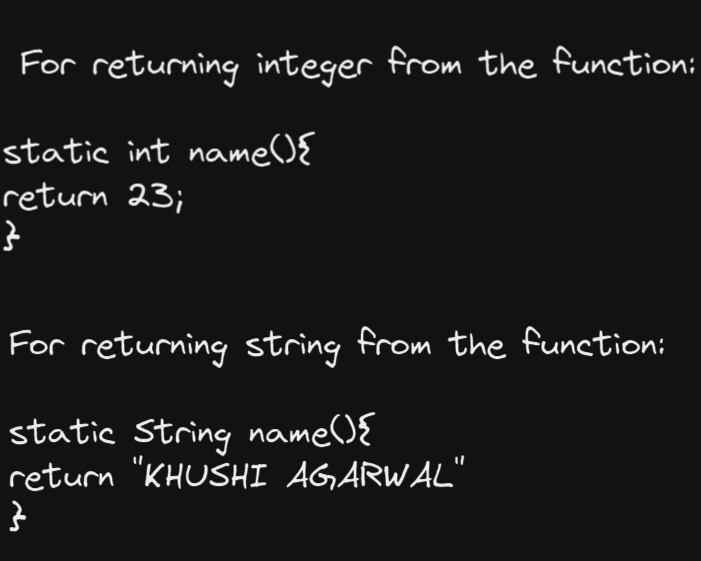 For returning integer from the function:
static int name(){
return 23;
}
For returning string from the function:
static String name(){
return "KHUSHI AGARWAL"
}